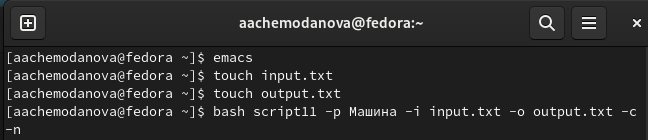 aachemodanova@fedora:~
[aachemodanova@fedora ~]$ emacs
[aachemodanova@fedora ~]$ touch input.txt
[aachemodanova@fedora ~]$ touch output.txt
[aachemodanova@fedora ~]$ bash script11 -p Машина -i input.txt -o output.txt -c
-n